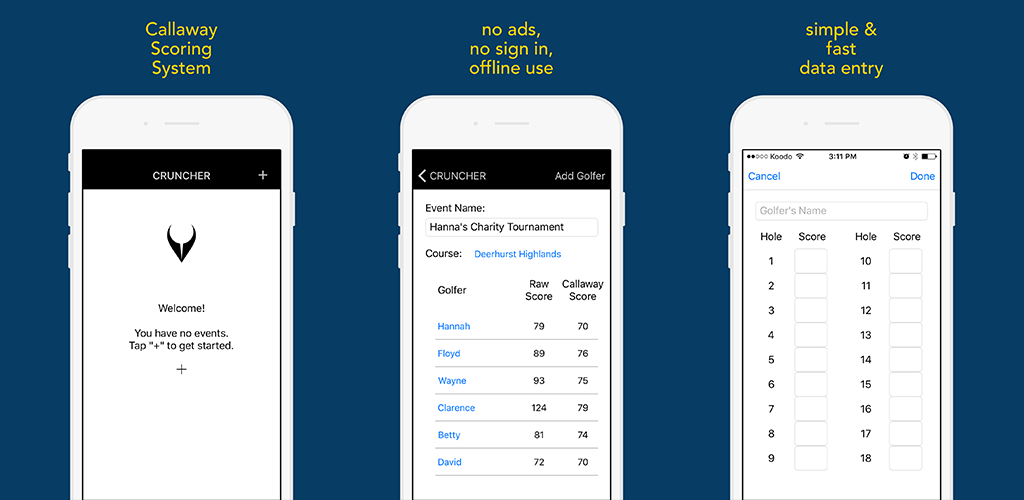 Callaway
Scoring
System
CRUNCHER +
Welcome!
You have no events.
Tap "+" to get started.
+
no ads,
no sign in,
offline use
CRUNCHER Add Golfer
Event Name:
Hanna's Charity Tournament
Course: Deerhurst Highlands
Golfer Raw Score Callaway Score
Hannah 79 70
Floyd 89 76
Wayne 93 75
Clarence 124 79
Betty 81 74
David 72 70
simple &
fast
data entry
Koodo 3:11 PM
Cancel Done
Golfer's Name
Hole Score Hole Score
1 10
2 11
3 12
4 13
5 14
6 15
7 16
8 17
9 18